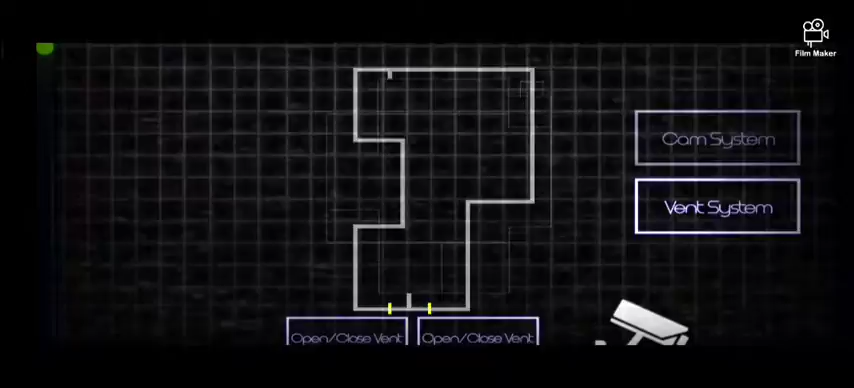 Film Maker
Cam System
Vent System
Open/Close Vent
Open/Close Vent